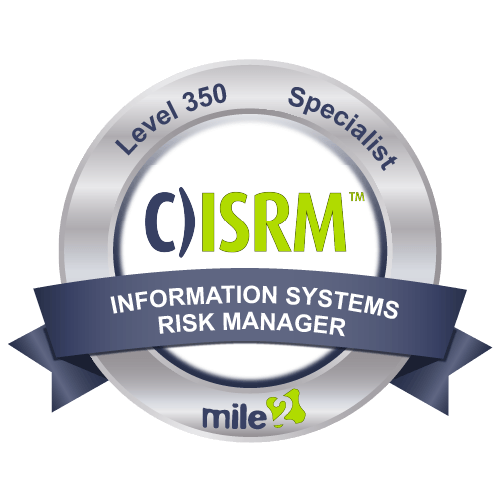 Level 350 Specialist
C)ISRM™
INFORMATION SYSTEMS
RISK MANAGER
mile2